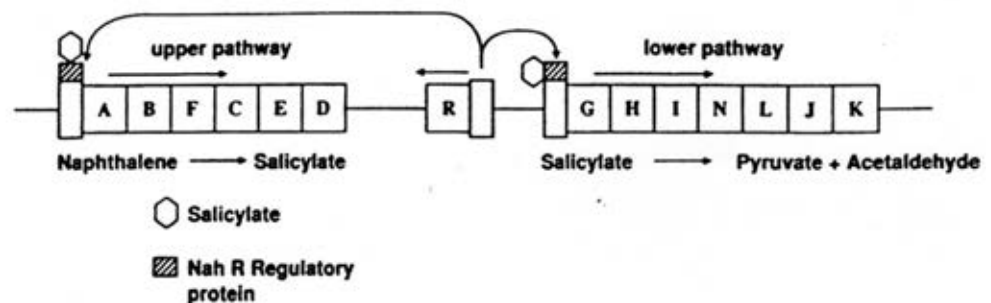 upper pathway
lower pathway
A B F C E D R G H I N L J K
Naphthalene → Salicylate
Salicylate → Pyruvate + Acetaldehyde
Salicylate
Nah R Regulatory
protein